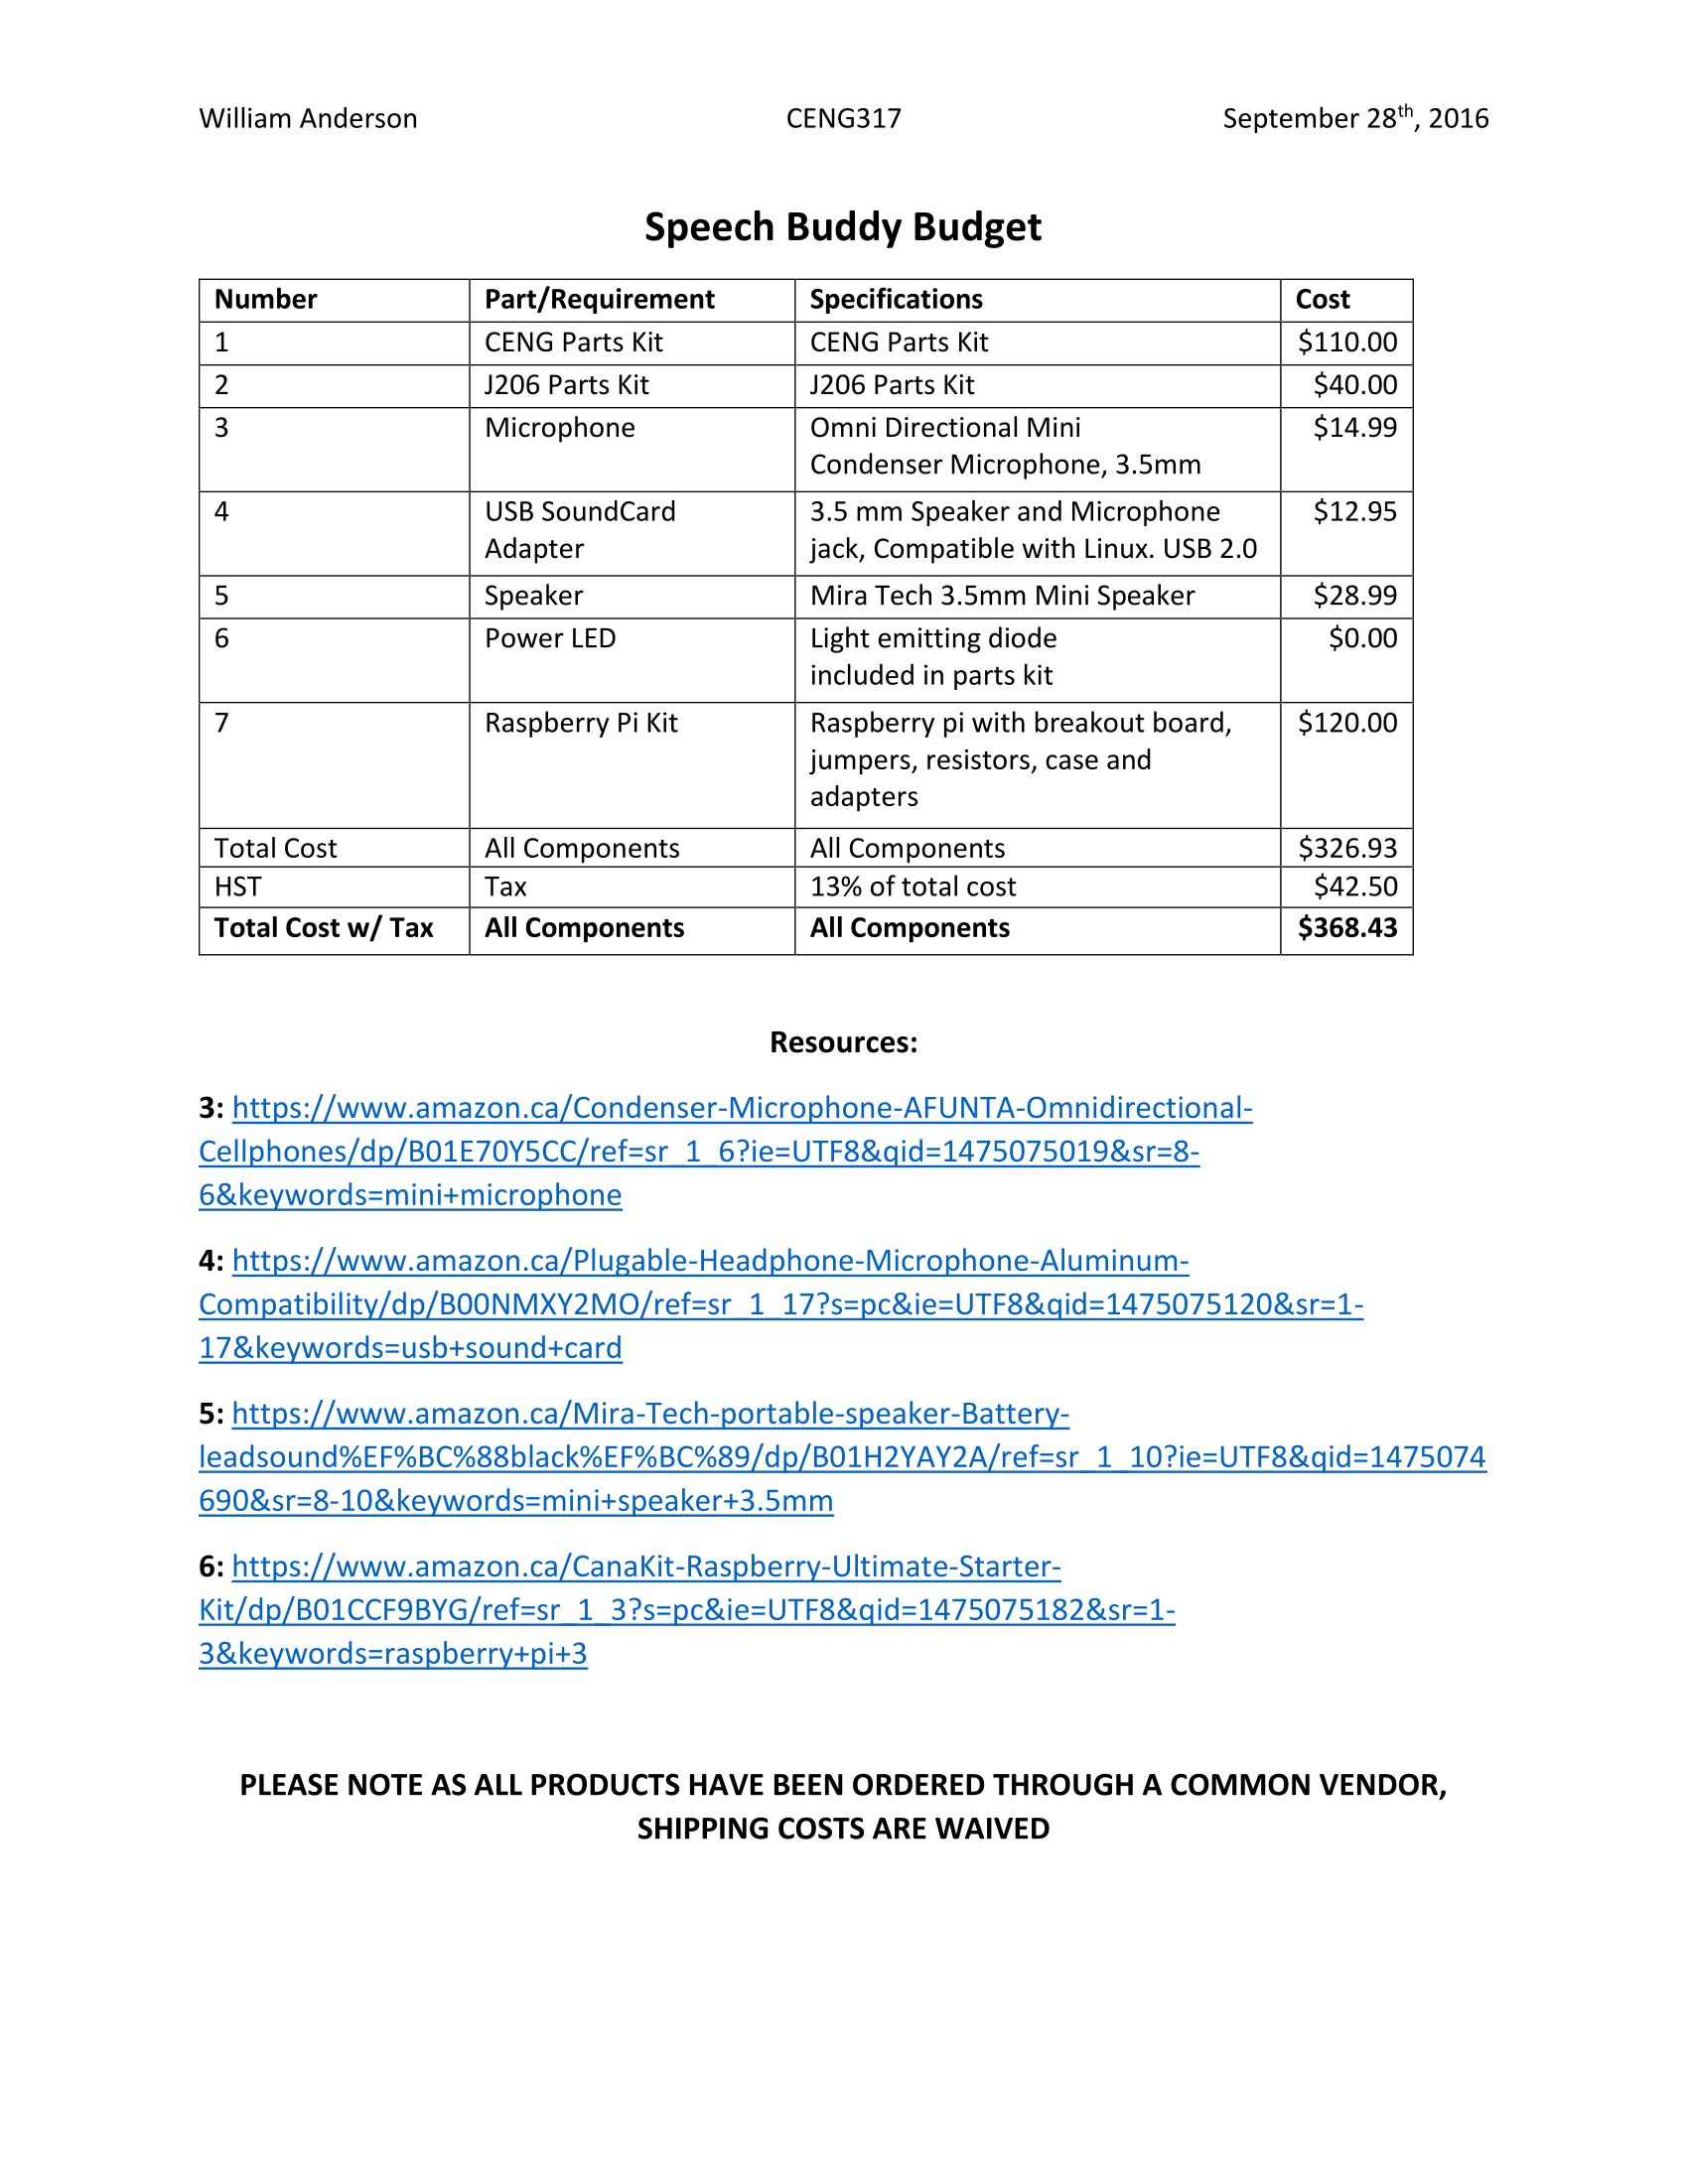 William Anderson CENG317 September 28th, 2016
Speech Buddy Budget
Number Part/Requirement Specifications Cost
1 CENG Parts Kit CENG Parts Kit $110.00
2 J206 Parts Kit J206 Parts Kit $40.00
3 Microphone Omni Directional Mini $14.99
Condenser Microphone, 3.5mm
4 USB SoundCard 3.5 mm Speaker and Microphone $12.95
Adapter jack, Compatible with Linux. USB 2.0
5 Speaker Mira Tech 3.5mm Mini Speaker $28.99
6 Power LED Light emitting diode $0.00
included in parts kit
7 Raspberry Pi Kit Raspberry pi with breakout board, $120.00
jumpers, resistors, case and
adapters
Total Cost All Components All Components $326.93
HST Tax 13% of total cost $42.50
Total Cost w/ Tax All Components All Components $368.43
Resources:
3: https://www.amazon.ca/Condenser-Microphone-AFUNTA-Omnidirectional-
Cellphones/dp/B01E70Y5CC/ref=sr_1_6?ie=UTF8&qid=1475075019&sr=8-
6&keywords=mini+microphone
4: https://www.amazon.ca/Plugable-Headphone-Microphone-Aluminum-
Compatibility/dp/B00NMXY2MO/ref=sr_1_17?s=pc&ie=UTF8&qid=1475075120&sr=1-
17&keywords=usb+sound+card
5: https://www.amazon.ca/Mira-Tech-portable-speaker-Battery-
leadsound%EF%BC%88black%EF%BC%89/dp/B01H2YAY2A/ref=sr_1_10?ie=UTF8&qid=1475074
690&sr=8-10&keywords=mini+speaker+3.5mm
6: https://www.amazon.ca/CanaKit-Raspberry-Ultimate-Starter-
Kit/dp/B01CCF9BYG/ref=sr_1_3?s=pc&ie=UTF8&qid=1475075182&sr=1-
3&keywords=raspberry+pi+3
PLEASE NOTE AS ALL PRODUCTS HAVE BEEN ORDERED THROUGH A COMMON VENDOR,
SHIPPING COSTS ARE WAIVED